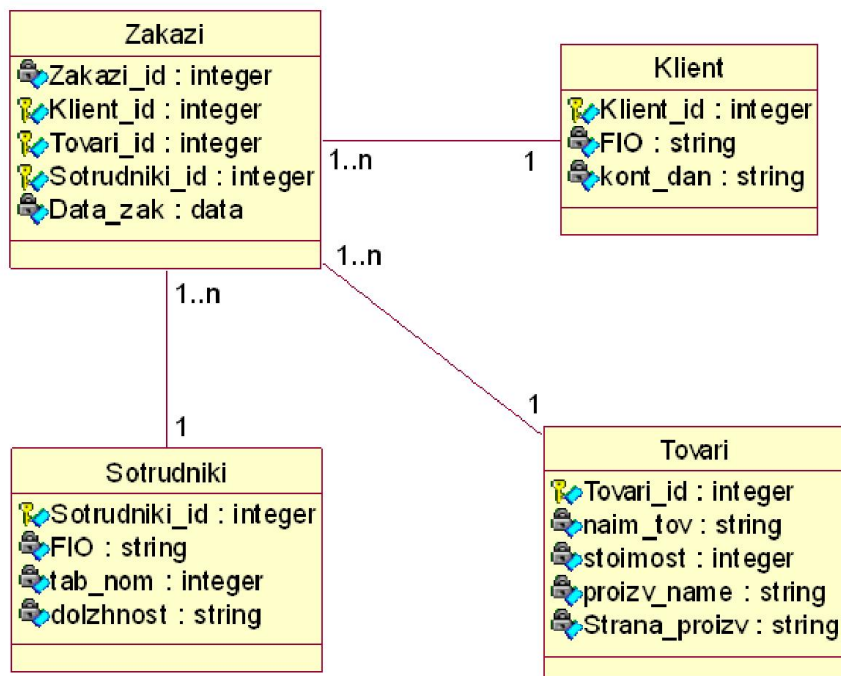 Zakazi
Zakazi_id : integer
Klient_id : integer
Tovari_id : integer
Sotrudniki_id : integer
Data_zak : data
Klient
Klient_id : integer
FIO : string
kont_dan : string
1..n
1
1..n
1..n
1
1
Sotrudniki
Sotrudniki_id : integer
FIO : string
tab_nom : integer
dolzhnost : string
Tovari
Tovari_id : integer
naim_tov : string
stoimost : integer
proizv_name : string
Strana_proizv : string